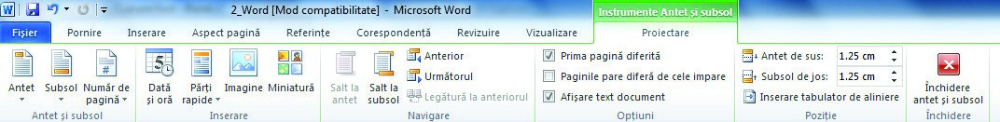 2_Word [Mod compatibilitate] - Microsoft Word
Instrumente Antet și subsol
Fișier Pornire Inserare Aspect pagină Referințe Corespondență Revizuire Vizualizare Proiectare
Antet Subsol Număr de pagină
Antet și subsol
Dată și oră Părți rapide Imagine Miniatură
Inserare
Salt la antet Salt la subsol
Anterior
Următorul
Legătură la anteriorul
Navigare
Prima pagină diferită
Paginile pare diferă de cele impare
Afișare text document
Opțiuni
Antet de sus: 1.25 cm
Subsol de jos: 1.25 cm
Inserare tabulator de aliniere
Poziție
Închidere antet și subsol
Închidere